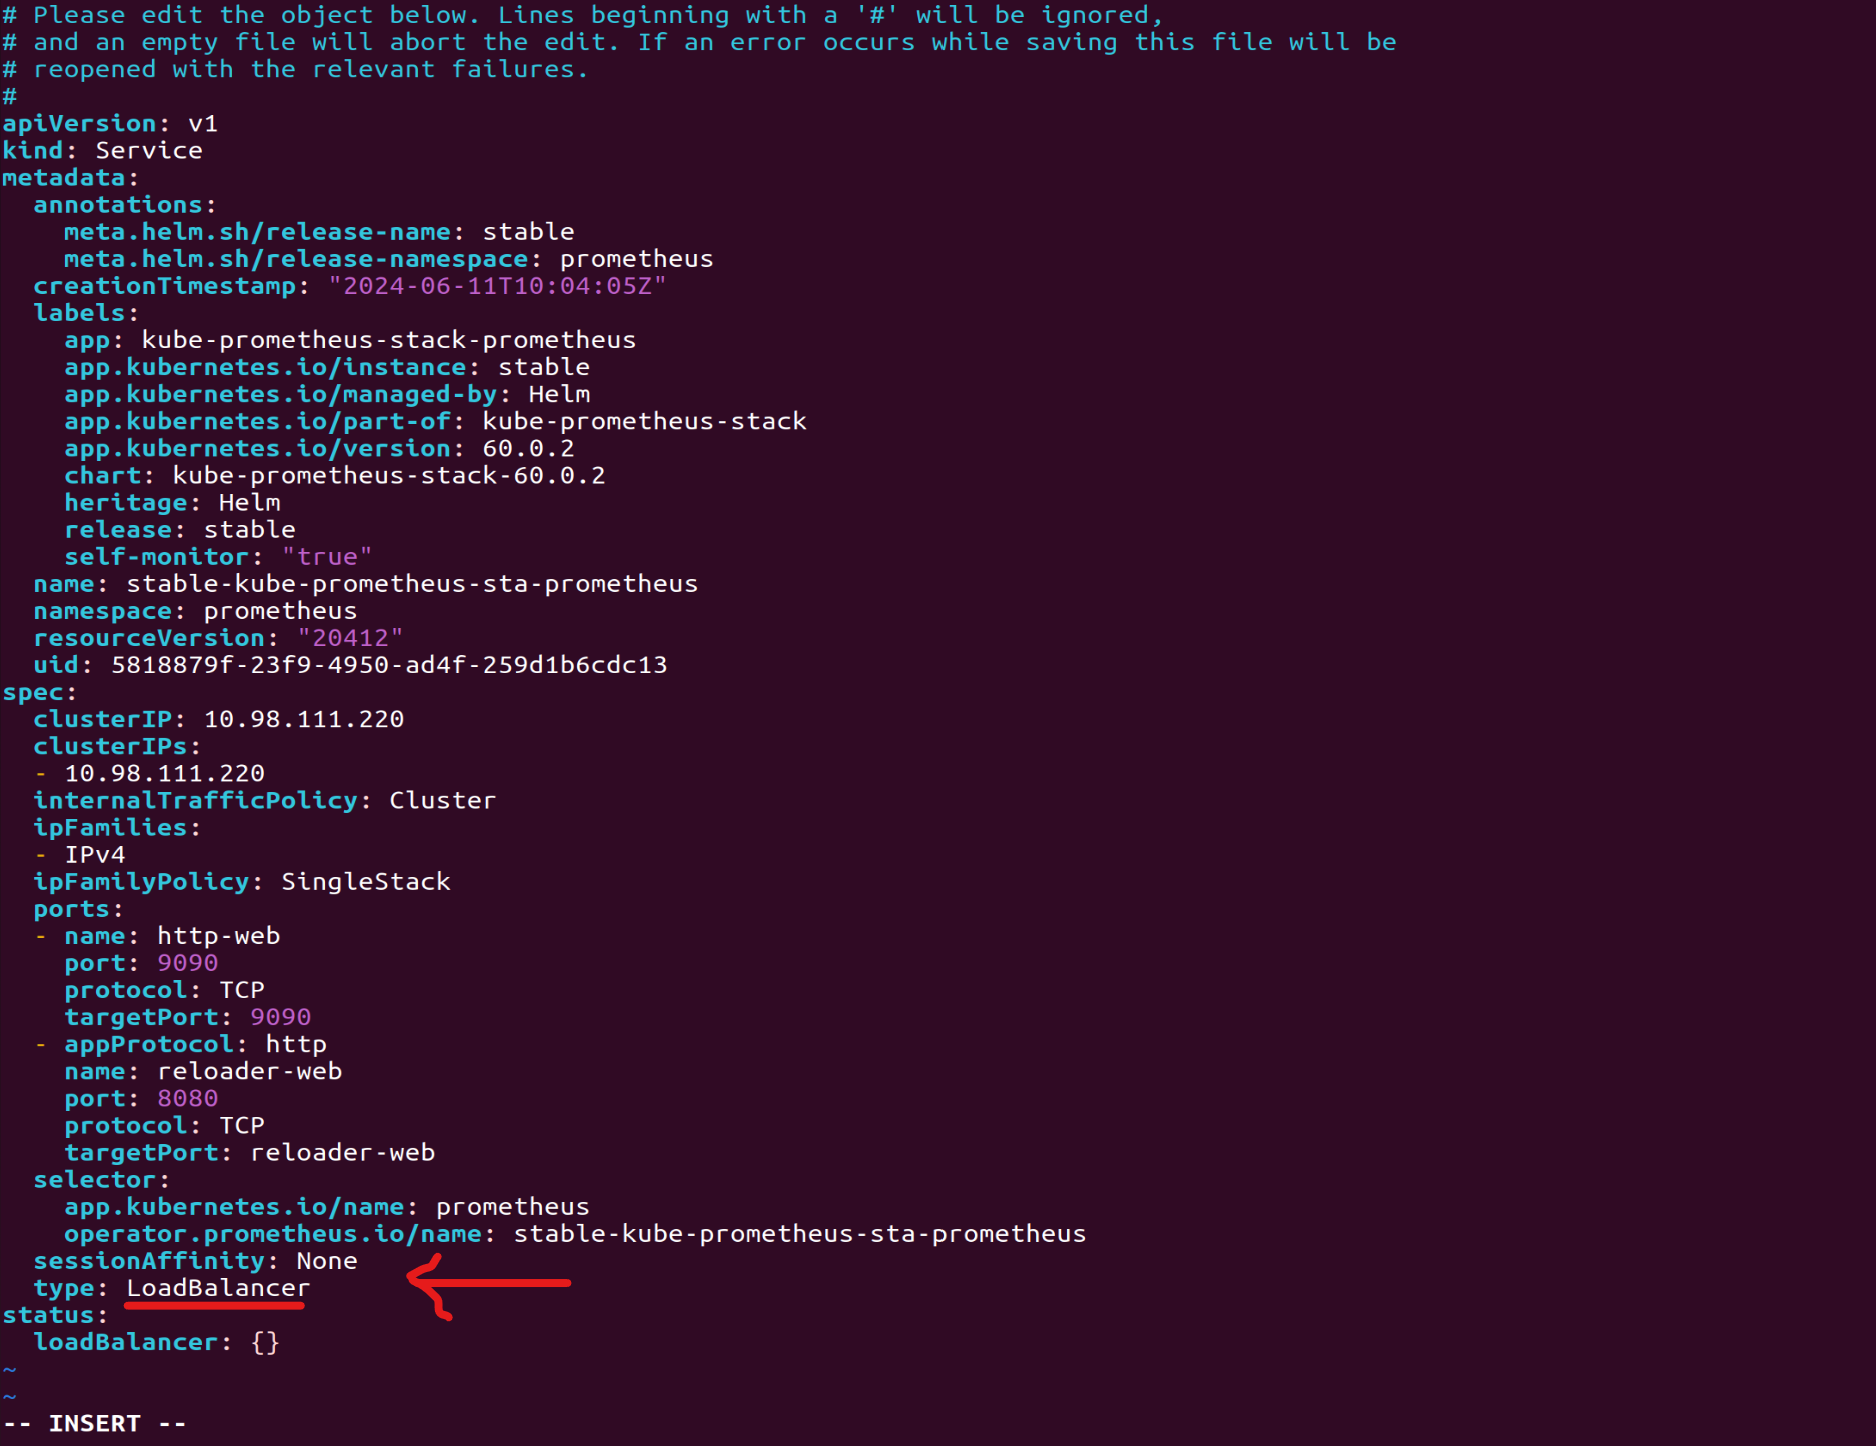 # Please edit the object below. Lines beginning with a '#' will be ignored,
# and an empty file will abort the edit. If an error occurs while saving this file will be
# reopened with the relevant failures.
#
apiVersion: v1
kind: Service
metadata:
  annotations:
    meta.helm.sh/release-name: stable
    meta.helm.sh/release-namespace: prometheus
  creationTimestamp: "2024-06-11T10:04:05Z"
  labels:
    app: kube-prometheus-stack-prometheus
    app.kubernetes.io/instance: stable
    app.kubernetes.io/managed-by: Helm
    app.kubernetes.io/part-of: kube-prometheus-stack
    app.kubernetes.io/version: 60.0.2
    chart: kube-prometheus-stack-60.0.2
    heritage: Helm
    release: stable
    self-monitor: "true"
  name: stable-kube-prometheus-sta-prometheus
  namespace: prometheus
  resourceVersion: "20412"
  uid: 5818879f-23f9-4950-ad4f-259d1b6cdc13
spec:
  clusterIP: 10.98.111.220
  clusterIPs:
  - 10.98.111.220
  internalTrafficPolicy: Cluster
  ipFamilies:
  - IPv4
  ipFamilyPolicy: SingleStack
  ports:
  - name: http-web
    port: 9090
    protocol: TCP
    targetPort: 9090
  - appProtocol: http
    name: reloader-web
    port: 8080
    protocol: TCP
    targetPort: reloader-web
  selector:
    app.kubernetes.io/name: prometheus
    operator.prometheus.io/name: stable-kube-prometheus-sta-prometheus
  sessionAffinity: None
  type: LoadBalancer
status:
  loadBalancer: {}
~
~
-- INSERT --